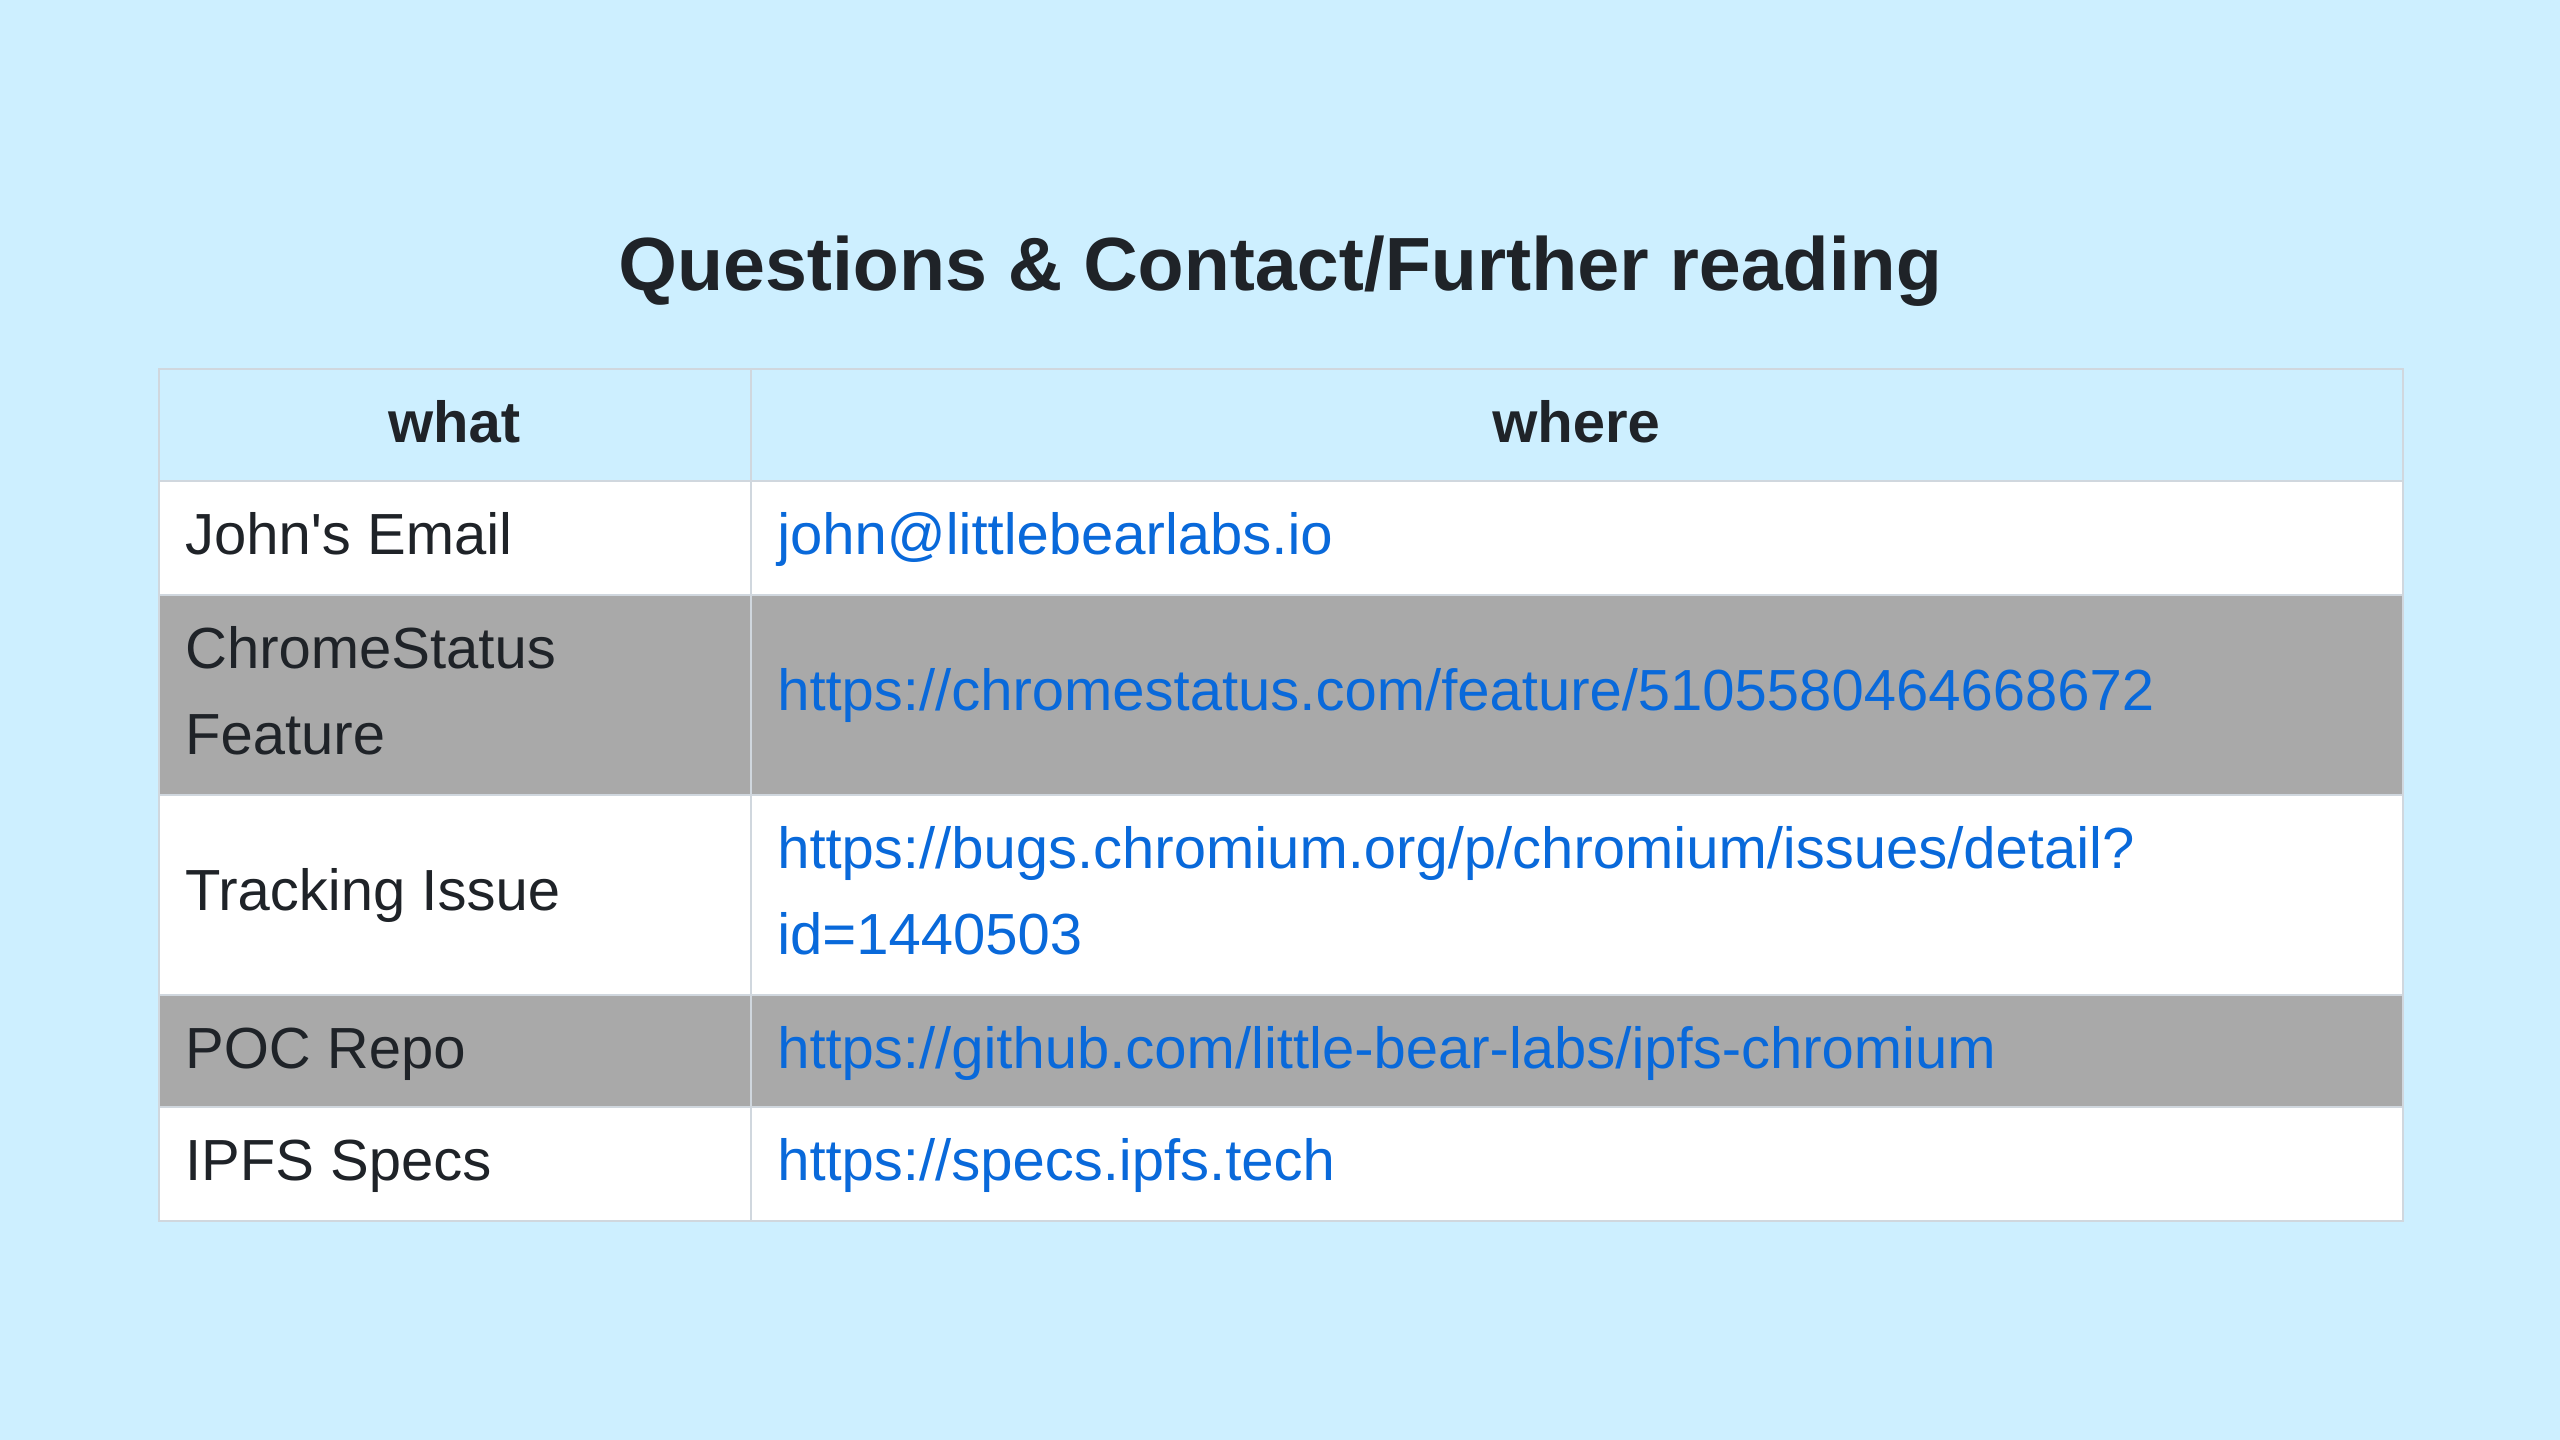 Questions & Contact/Further reading
what where
John's Email john@littlebearlabs.io
ChromeStatus
Feature
https://chromestatus.com/feature/5105580464668672
Tracking Issue
https://bugs.chromium.org/p/chromium/issues/detail?
id=1440503
POC Repo https://github.com/little-bear-labs/ipfs-chromium
IPFS Specs https://specs.ipfs.tech